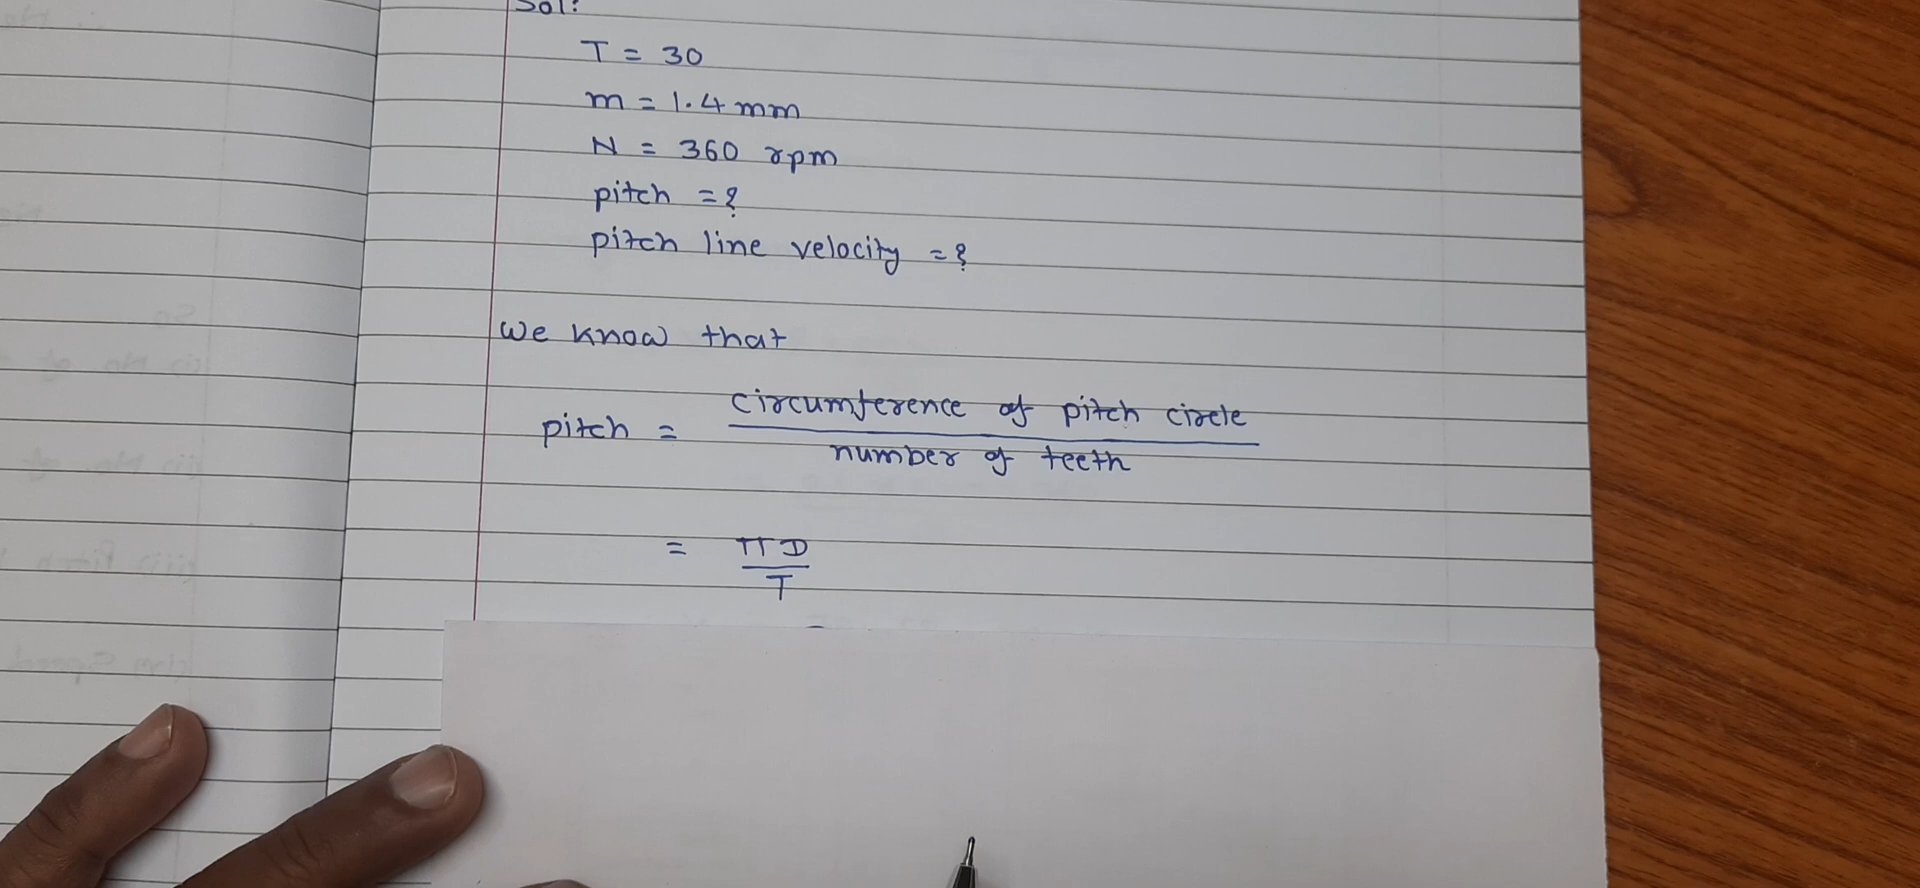 Sol:
T = 30
m = 1.4 mm
N = 360 rpm
pitch = ?
pitch line velocity = ?
We know that
pitch = circumference of pitch circle
number of teeth
= πD
T